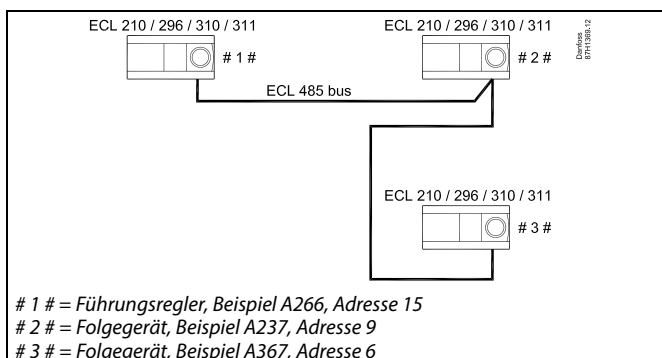 ECL 210 / 296 / 310 / 311
ECL 210 / 296 / 310 / 311
# 1 #
# 2 #
Danfoss
87H1369.12
ECL 485 bus
ECL 210 / 296 / 310 / 311
# 3 #
# 1 # = Führungsregler, Beispiel A266, Adresse 15
# 2 # = Folgegerät, Beispiel A237, Adresse 9
# 3 # = Folgegerät, Beispiel A367, Adresse 6